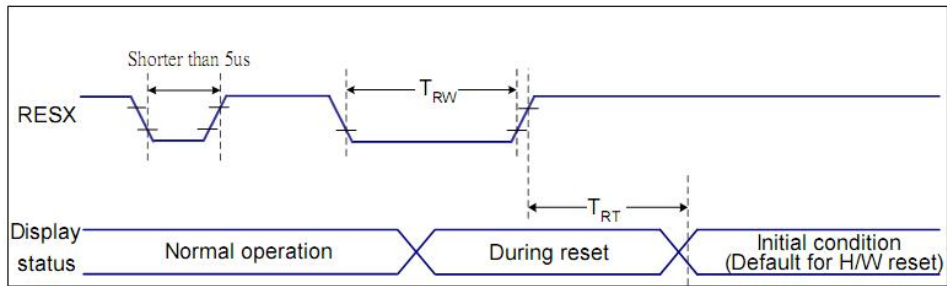 Shorter than 5us
RESX
TRW
TRT
Display
status
Normal operation
During reset
Initial condition
(Default for H/W reset)